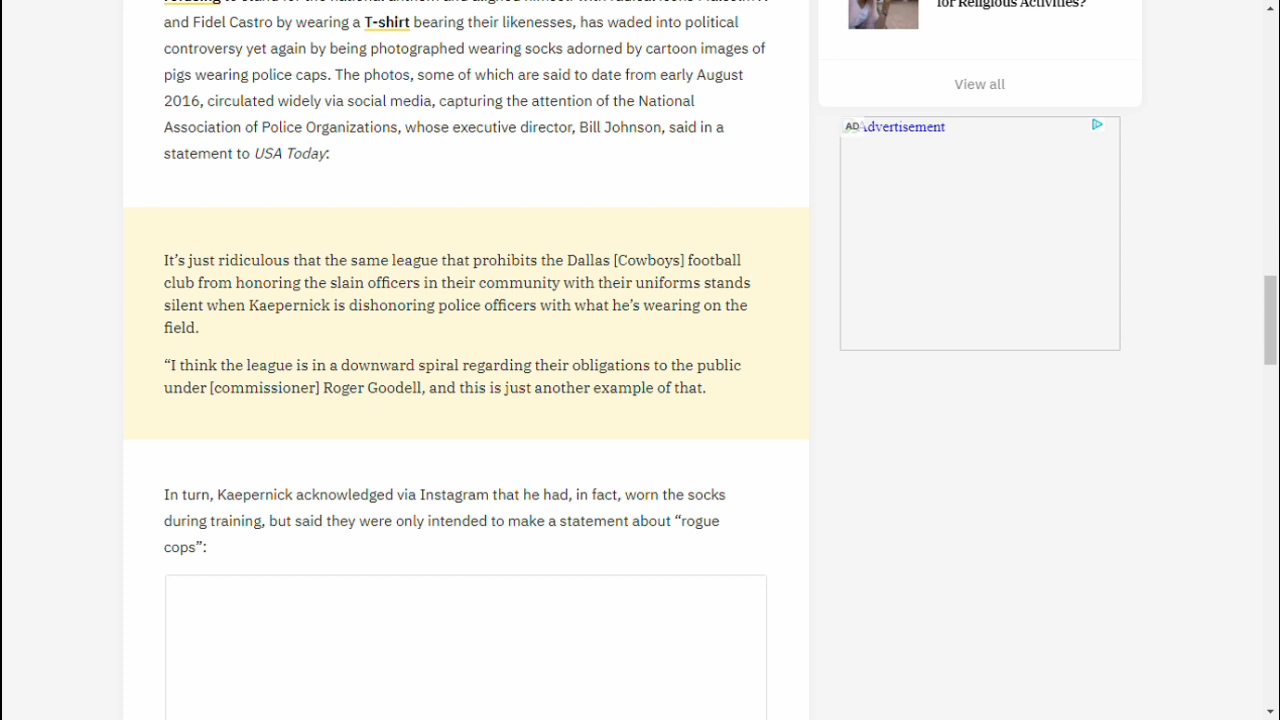 and Fidel Castro by wearing a T-shirt bearing their likenesses, has waded into political
controversy yet again by being photographed wearing socks adorned by cartoon images of
pigs wearing police caps. The photos, some of which are said to date from early August
2016, circulated widely via social media, capturing the attention of the National
Association of Police Organizations, whose executive director, Bill Johnson, said in a
statement to USA Today:
It’s just ridiculous that the same league that prohibits the Dallas [Cowboys] football
club from honoring the slain officers in their community with their uniforms stands
silent when Kaepernick is dishonoring police officers with what he’s wearing on the
field.
“I think the league is in a downward spiral regarding their obligations to the public
under [commissioner] Roger Goodell, and this is just another example of that.
In turn, Kaepernick acknowledged via Instagram that he had, in fact, worn the socks
during training, but said they were only intended to make a statement about “rogue
cops”:
for Religious Activities?
View all
AD Advertisement